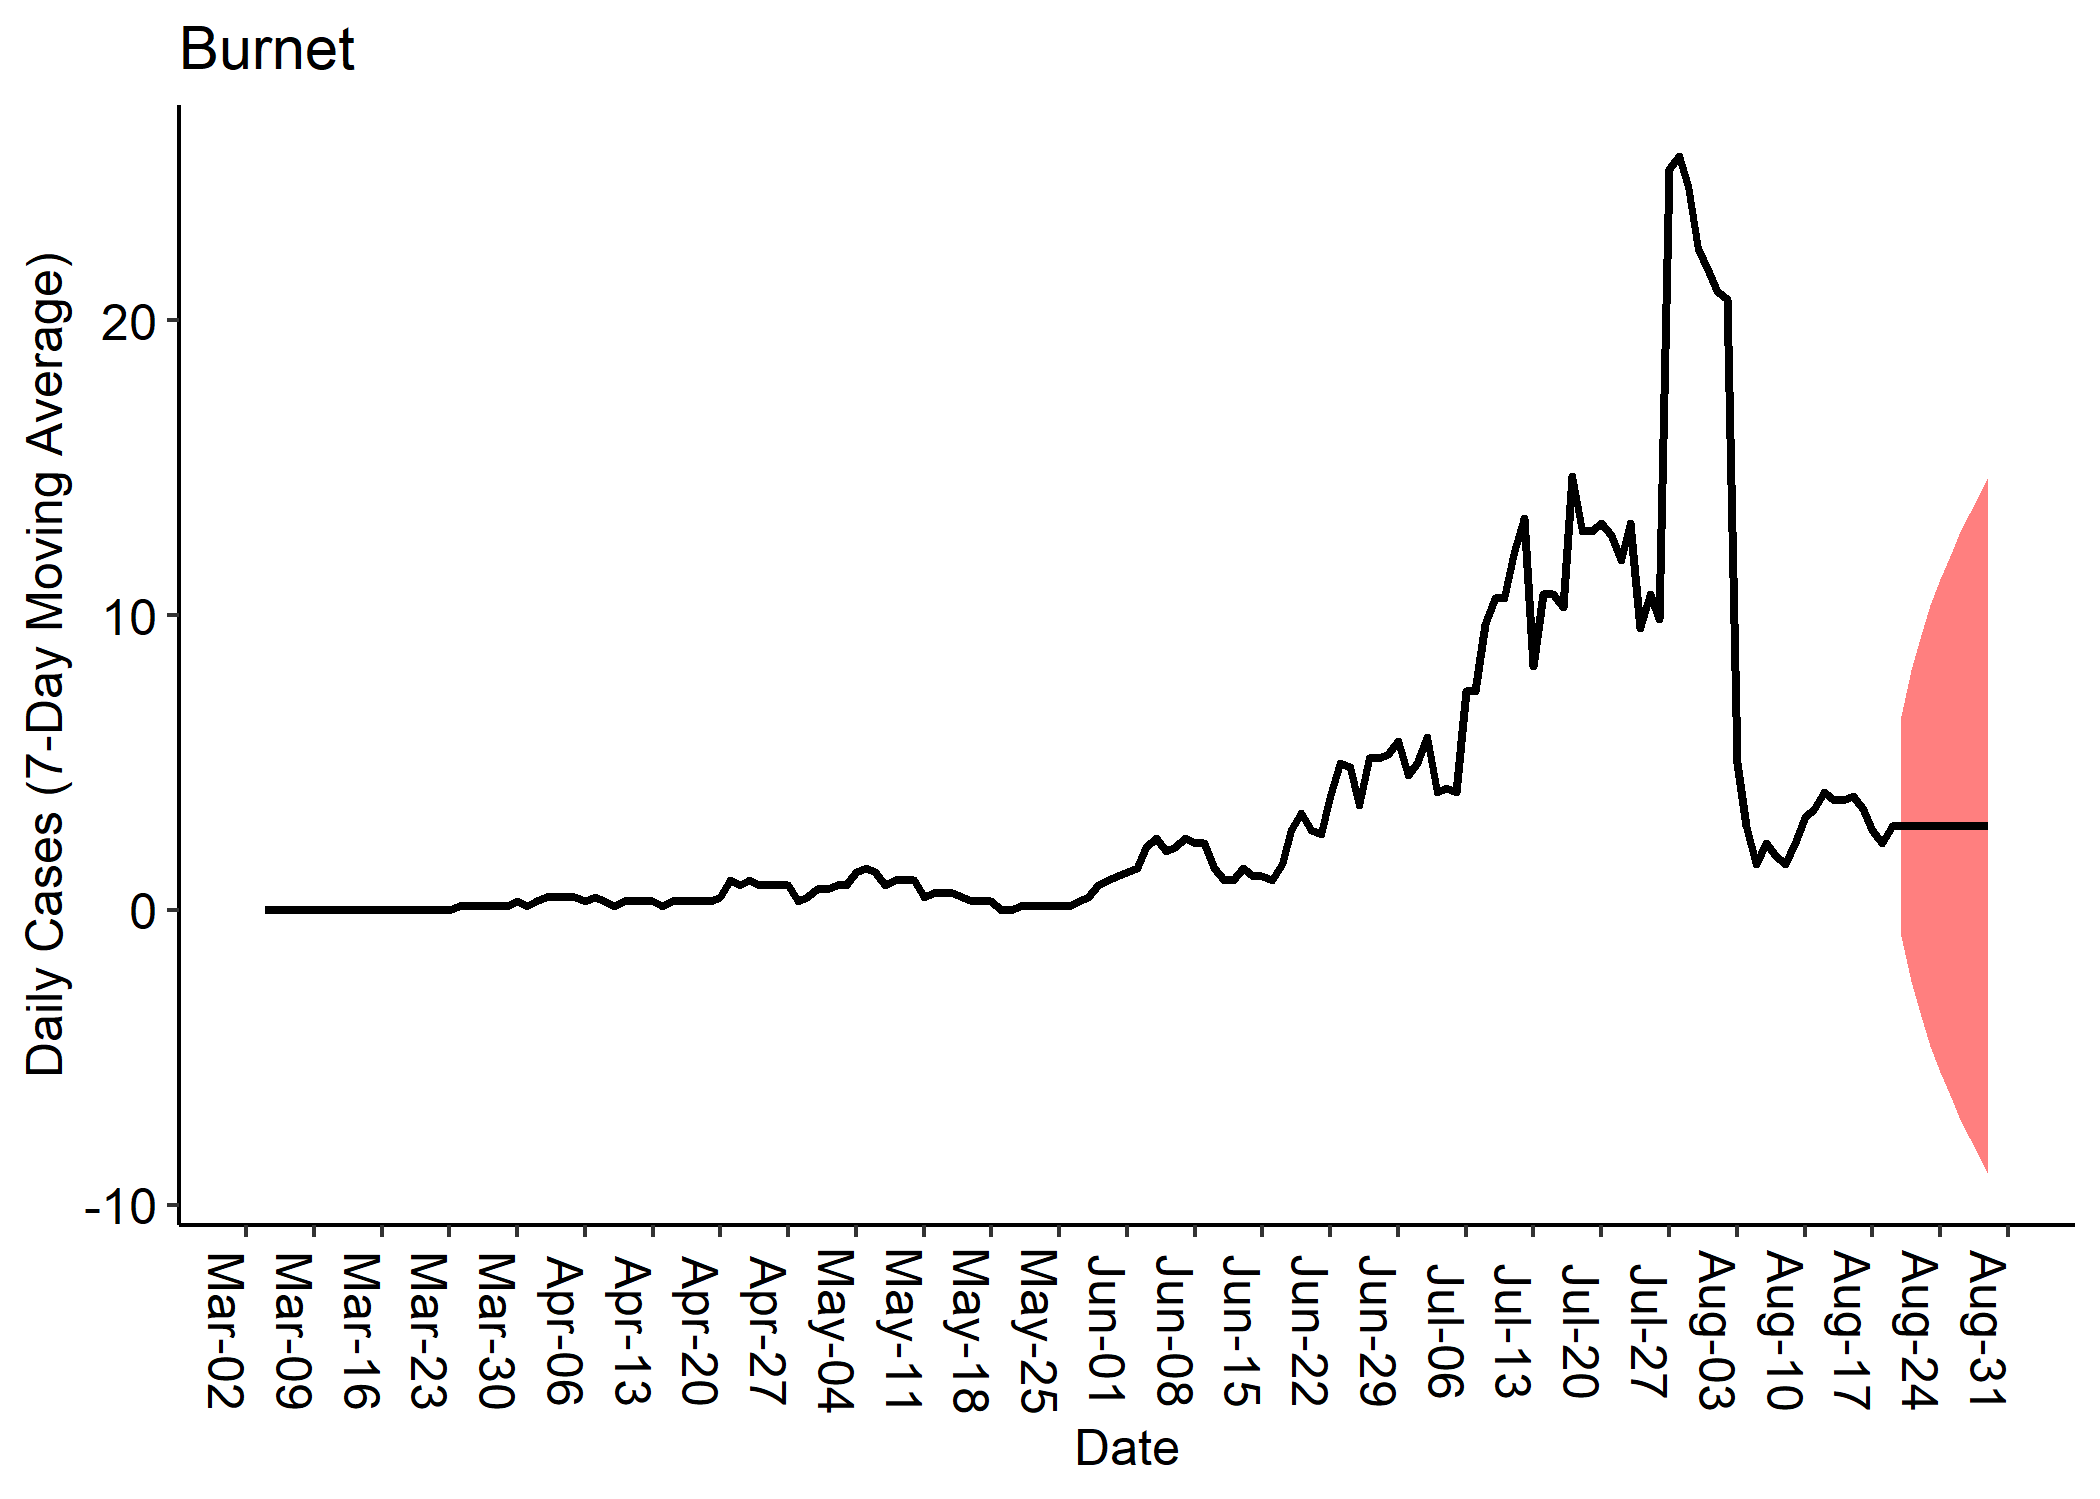 Burnet
Daily Cases (7-Day Moving Average)
20
10
0
-10
Mar-02
Mar-09
Mar-16
Mar-23
Mar-30
Apr-06
Apr-13
Apr-20
Apr-27
May-04
May-11
May-18
May-25
Jun-01
Jun-08
Jun-15
Jun-22
Jun-29
Jul-06
Jul-13
Jul-20
Jul-27
Aug-03
Aug-10
Aug-17
Aug-24
Aug-31
Date